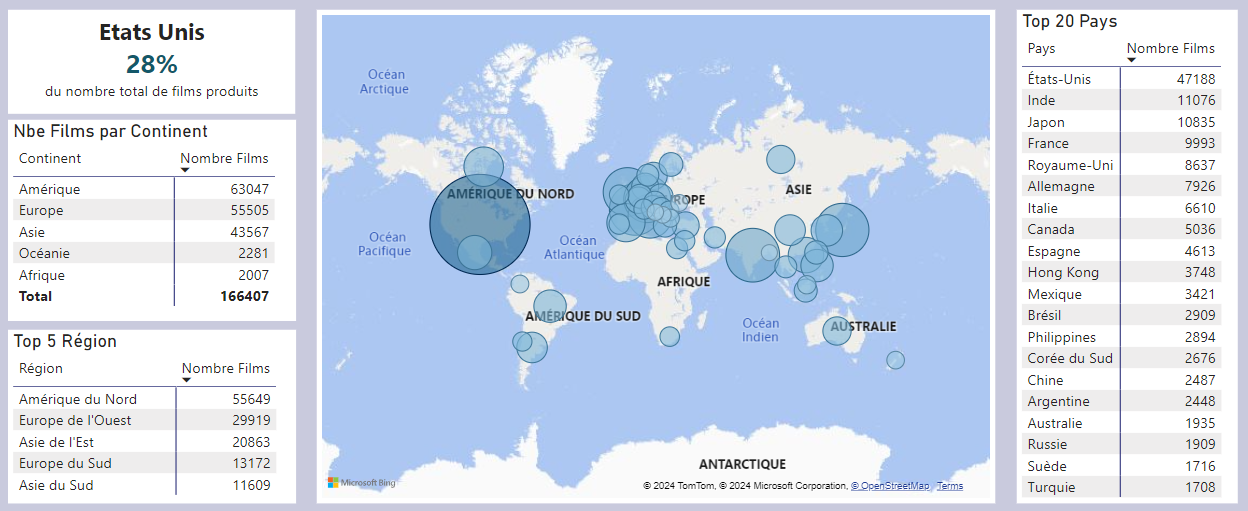 Etats Unis
28%
du nombre total de films produits
Nbe Films par Continent
Continent Nombre Films
Amérique 63047
Europe 55505
Asie 43567
Océanie 2281
Afrique 2007
Total 166407
Top 5 Région
Région Nombre Films
Amérique du Nord 55649
Europe de l'Ouest 29919
Asie de l'Est 20863
Europe du Sud 13172
Asie du Sud 11609
Océan
Arctique
AMÉRIQUE DU NORD
ROPE
ASIE
Océan
Pacifique
Océan
Atlantique
AFRIQUE
AMÉRIQUE DU SUD
Océan
Indien
AUSTRALIE
ANTARCTIQUE
Microsoft Bing
© 2024 TomTom, © 2024 Microsoft Corporation, © OpenStreetMap Terms
Top 20 Pays
Pays Nombre Films
États-Unis 47188
Inde 11076
Japon 10835
France 9993
Royaume-Uni 8637
Allemagne 7926
Italie 6610
Canada 5036
Espagne 4613
Hong Kong 3748
Mexique 3421
Brésil 2909
Philippines 2894
Corée du Sud 2676
Chine 2487
Argentine 2448
Australie 1935
Russie 1909
Suède 1716
Turquie 1708